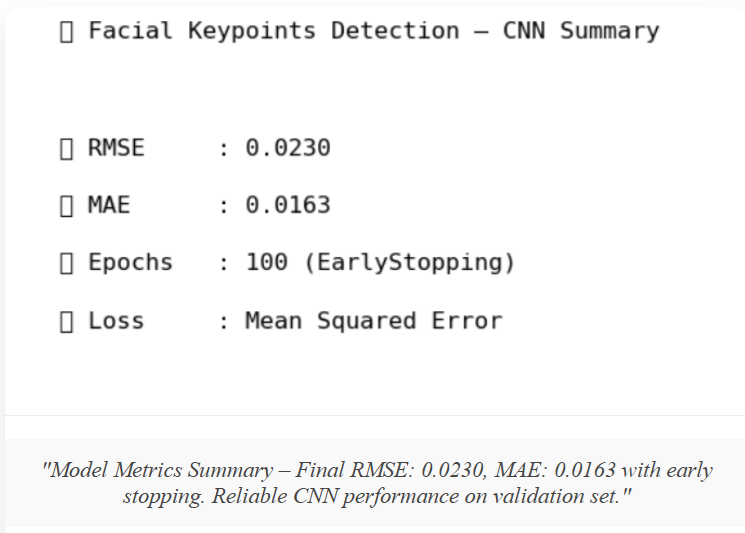 ▯ Facial Keypoints Detection – CNN Summary
▯ RMSE : 0.0230
▯ MAE : 0.0163
▯ Epochs : 100 (EarlyStopping)
▯ Loss : Mean Squared Error
"Model Metrics Summary – Final RMSE: 0.0230, MAE: 0.0163 with early
stopping. Reliable CNN performance on validation set."